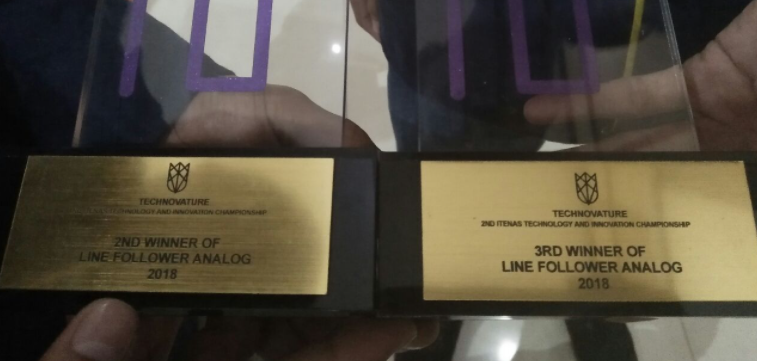 TECHNOVATURE
TECHNOLOGY AND INNOVATION CHAMPIONSHIP
2ND WINNER OF
LINE FOLLOWER ANALOG
2018
TECHNOVATURE
2ND ITENAS TECHNOLOGY AND INNOVATION CHAMPIONSHIP
3RD WINNER OF
LINE FOLLOWER ANALOG
2018